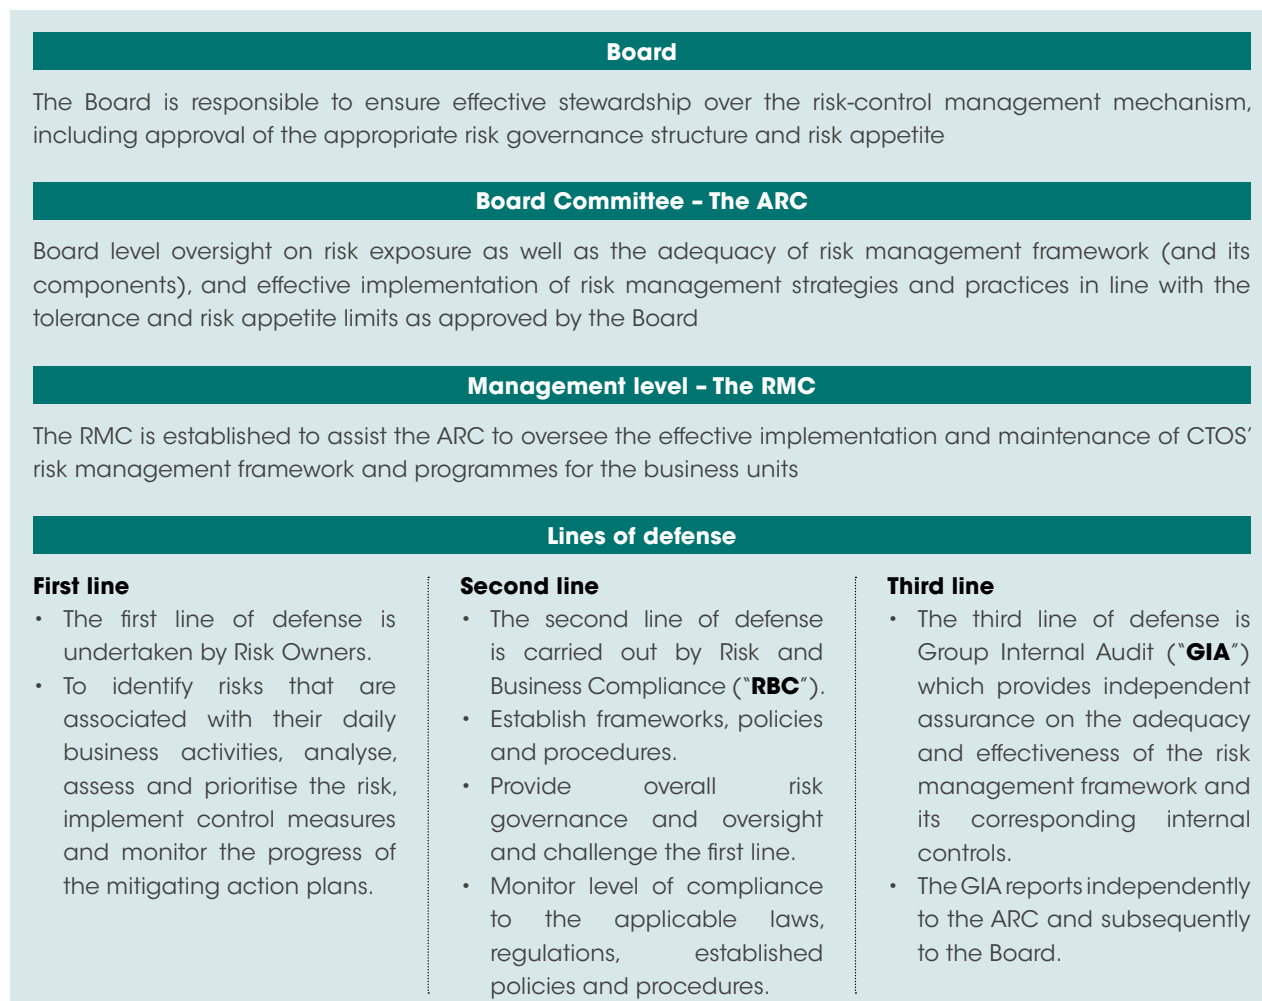 Board
The Board is responsible to ensure effective stewardship over the risk-control management mechanism,
including approval of the appropriate risk governance structure and risk appetite
Board Committee – The ARC
Board level oversight on risk exposure as well as the adequacy of risk management framework (and its
components), and effective implementation of risk management strategies and practices in line with the
tolerance and risk appetite limits as approved by the Board
Management level – The RMC
The RMC is established to assist the ARC to oversee the effective implementation and maintenance of CTOS’
risk management framework and programmes for the business units
Lines of defense
First line
• The first line of defense is
undertaken by Risk Owners.
• To identify risks that are
associated with their daily
business activities, analyse,
assess and prioritise the risk,
implement control measures
and monitor the progress of
the mitigating action plans.
Second line
• The second line of defense
is carried out by Risk and
Business Compliance (“RBC”).
• Establish frameworks, policies
and procedures.
• Provide overall risk
governance and oversight
and challenge the first line.
• Monitor level of compliance
to the applicable laws,
regulations, established
policies and procedures.
Third line
• The third line of defense is
Group Internal Audit (“GIA”)
which provides independent
assurance on the adequacy
and effectiveness of the risk
management framework and
its corresponding internal
controls.
• The GIA reports independently
to the ARC and subsequently
to the Board.